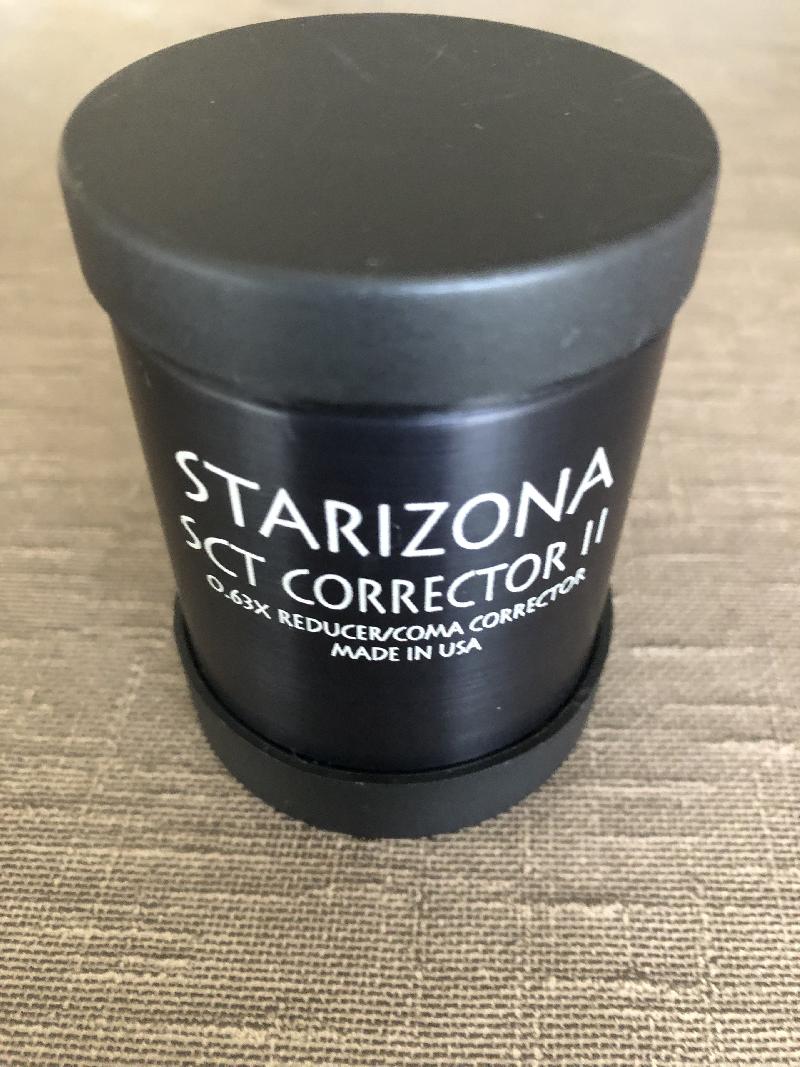 STARIZONA
SCT CORRECTOR II
0.63X REDUCER/COMA CORRECTOR
MADE IN USA